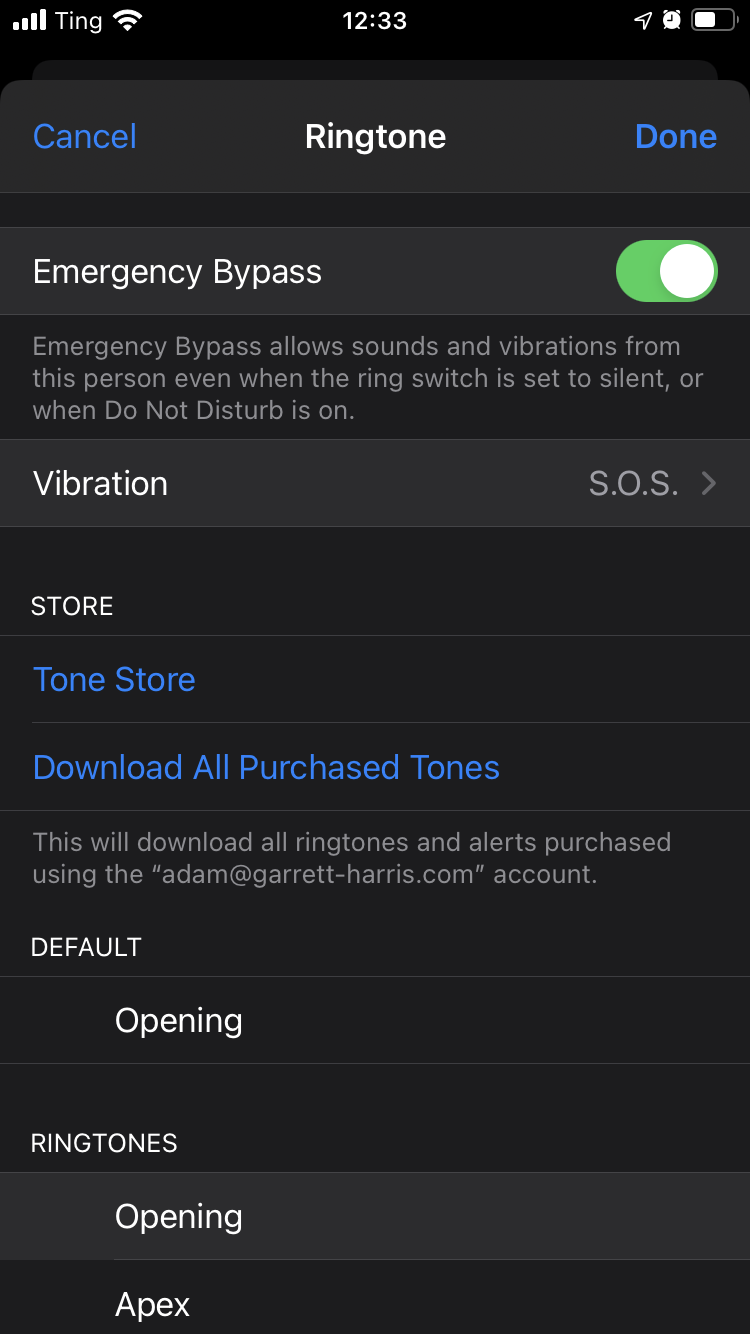 Ting 12:33
Cancel Ringtone Done
Emergency Bypass
Emergency Bypass allows sounds and vibrations from
this person even when the ring switch is set to silent, or
when Do Not Disturb is on.
Vibration S.O.S.
STORE
Tone Store
Download All Purchased Tones
This will download all ringtones and alerts purchased
using the “adam@garrett-harris.com” account.
DEFAULT
Opening
RINGTONES
Opening
Apex